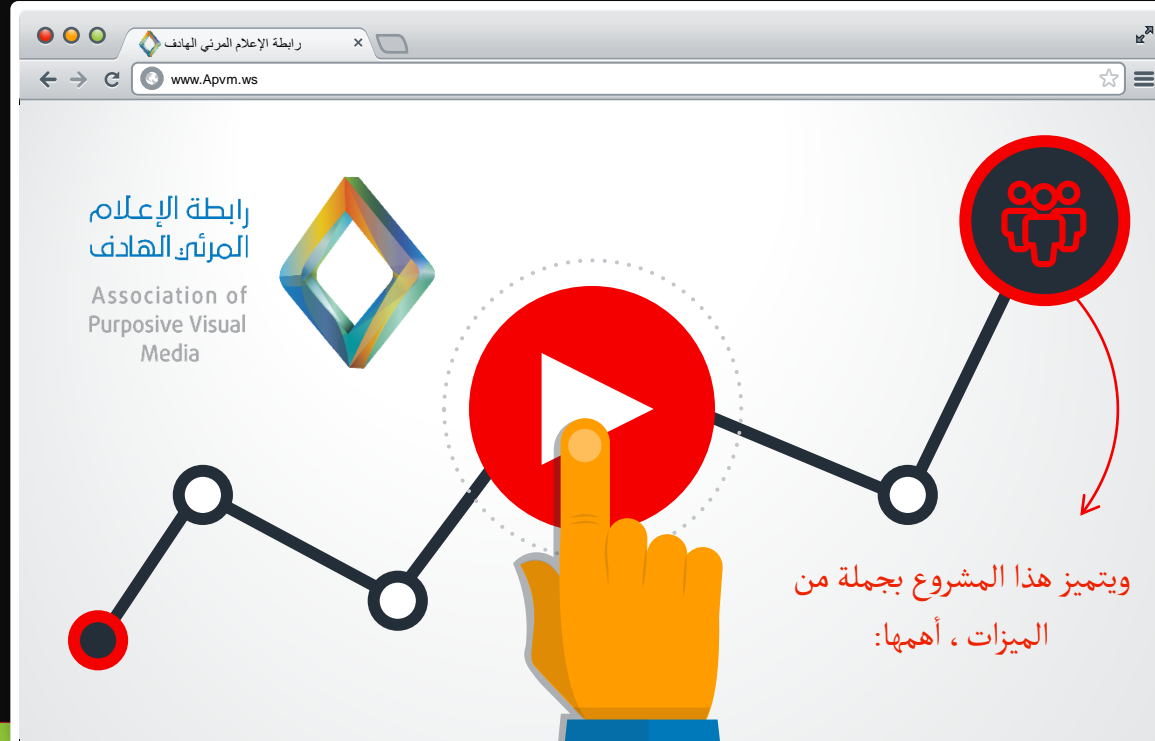 رابطة الإعلام المرئي الهادف
www.Apvm.ws
رابطة الإعلام
المرئي الهادف
Association of
Purposive Visual
Media
ويتميز هذا المشروع بجملة من
الميزات ، أهمها: